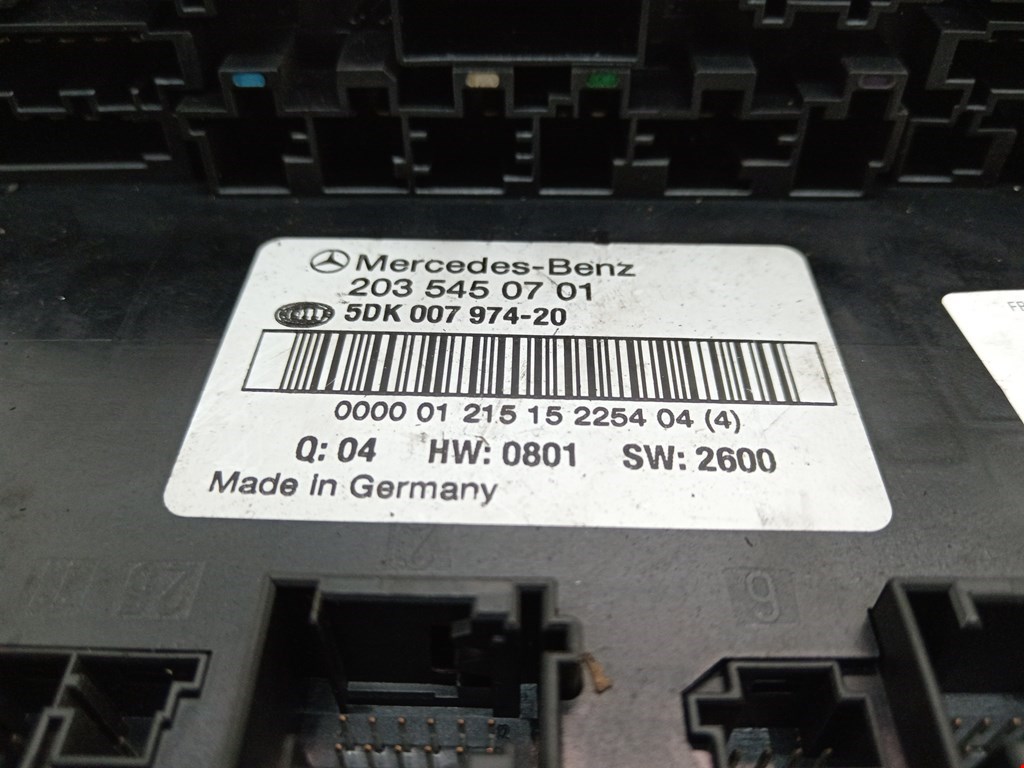 Mercedes-Benz
203 545 07 01
5DK 007 974-20
0000 01 215 15 2254 04 (4)
Q: 04 HW: 0801 SW: 2600
Made in Germany
9